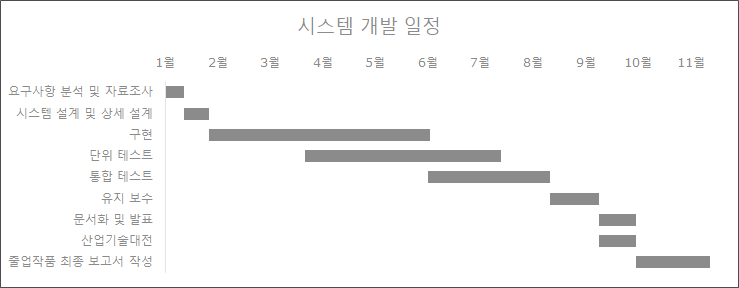 시스템 개발 일정
1월 2월 3월 4월 5월 6월 7월 8월 9월 10월 11월
요구사항 분석 및 자료조사
시스템 설계 및 상세 설계
구현
단위 테스트
통합 테스트
유지 보수
문서화 및 발표
산업기술대전
졸업작품 최종 보고서 작성